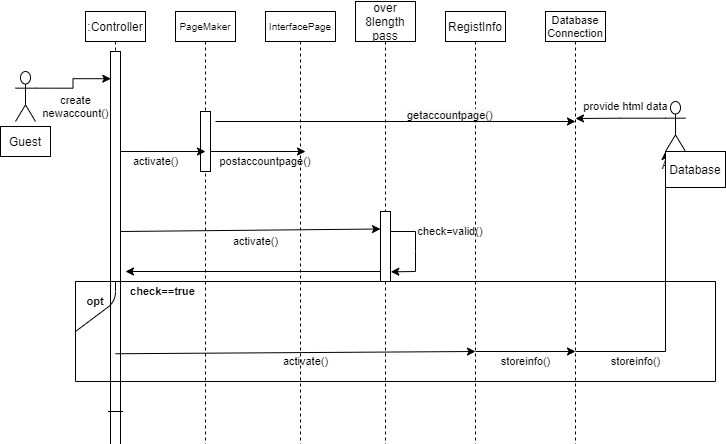 :Controller
PageMaker
InterfacePage
over
8length
pass
RegistInfo
Database
Connection
create
newaccount()
Guest
getaccountpage()
provide html data
activate()
postaccountpage()
Database
activate()
check=valid()
check==true
opt
activate()
storeinfo()
storeinfo()